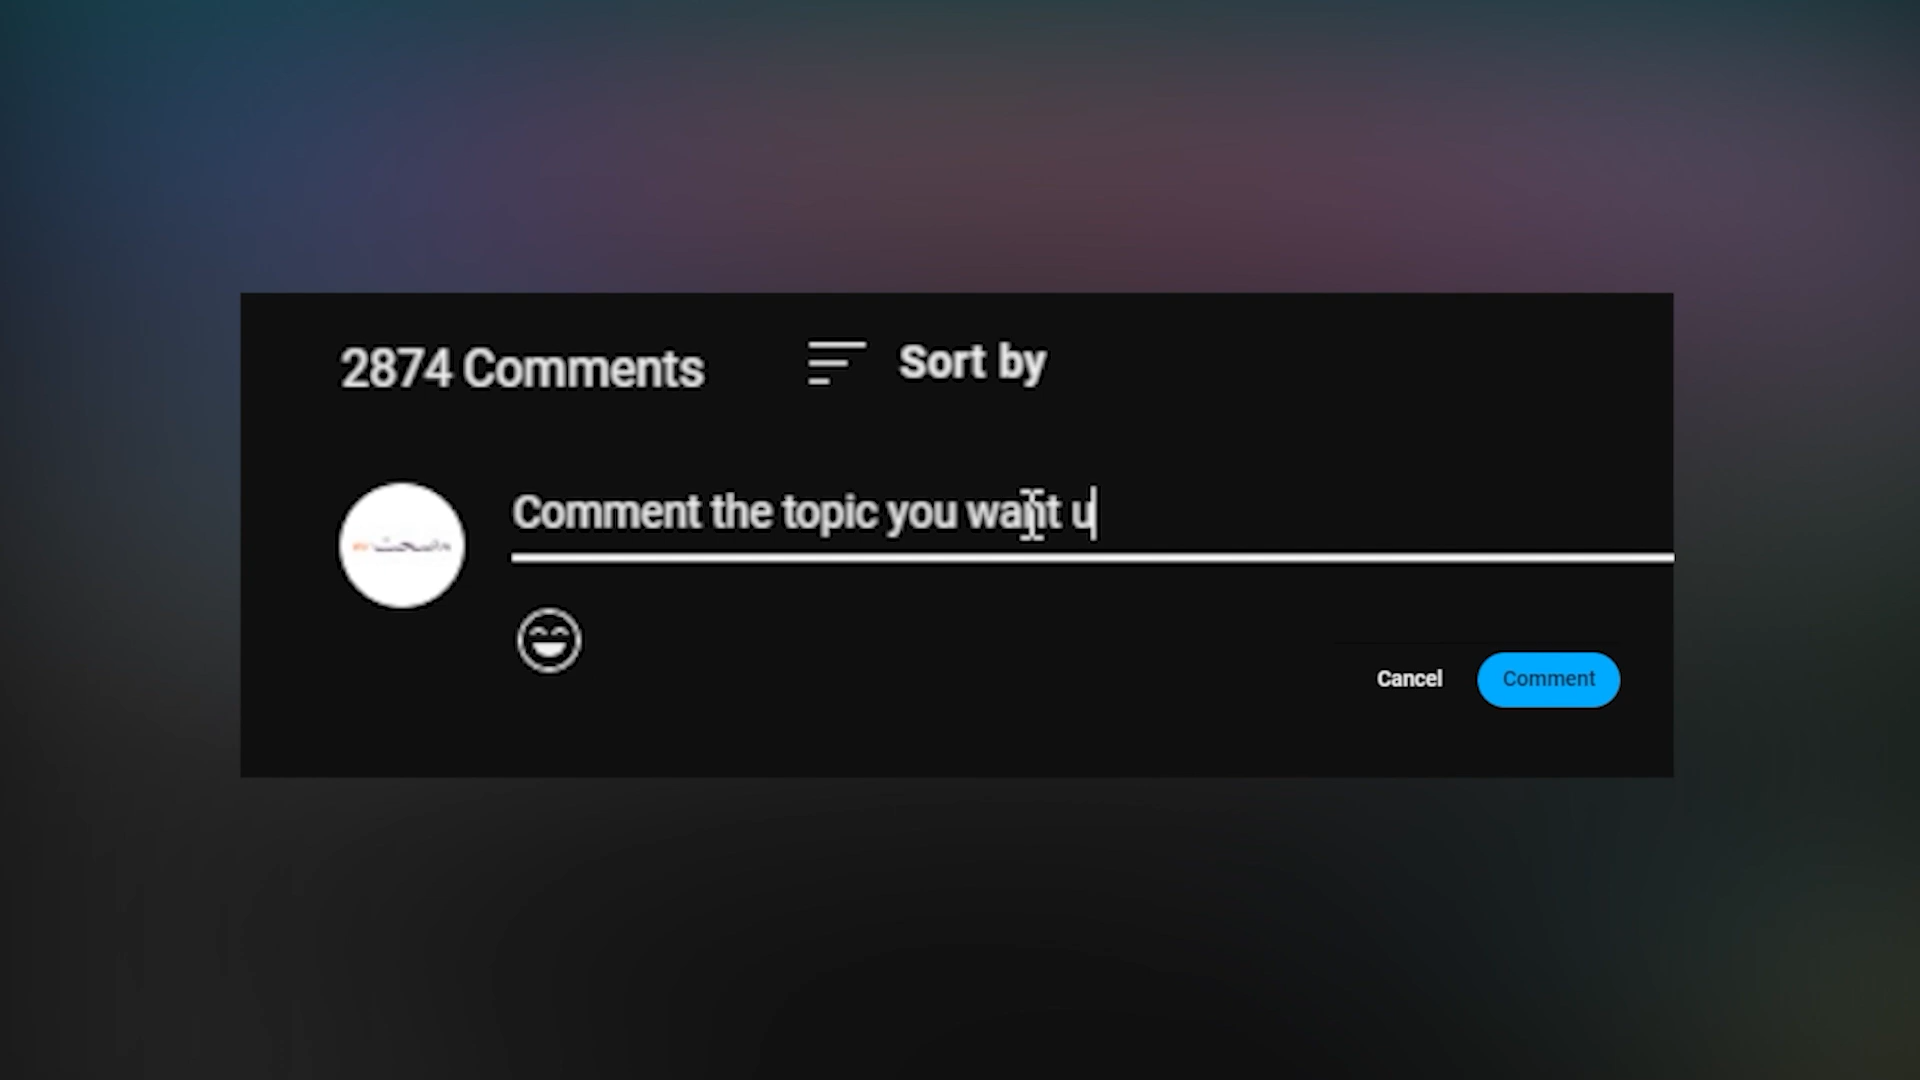 2874 Comments
Sort by
Comment the topic you want u
Cancel
Comment